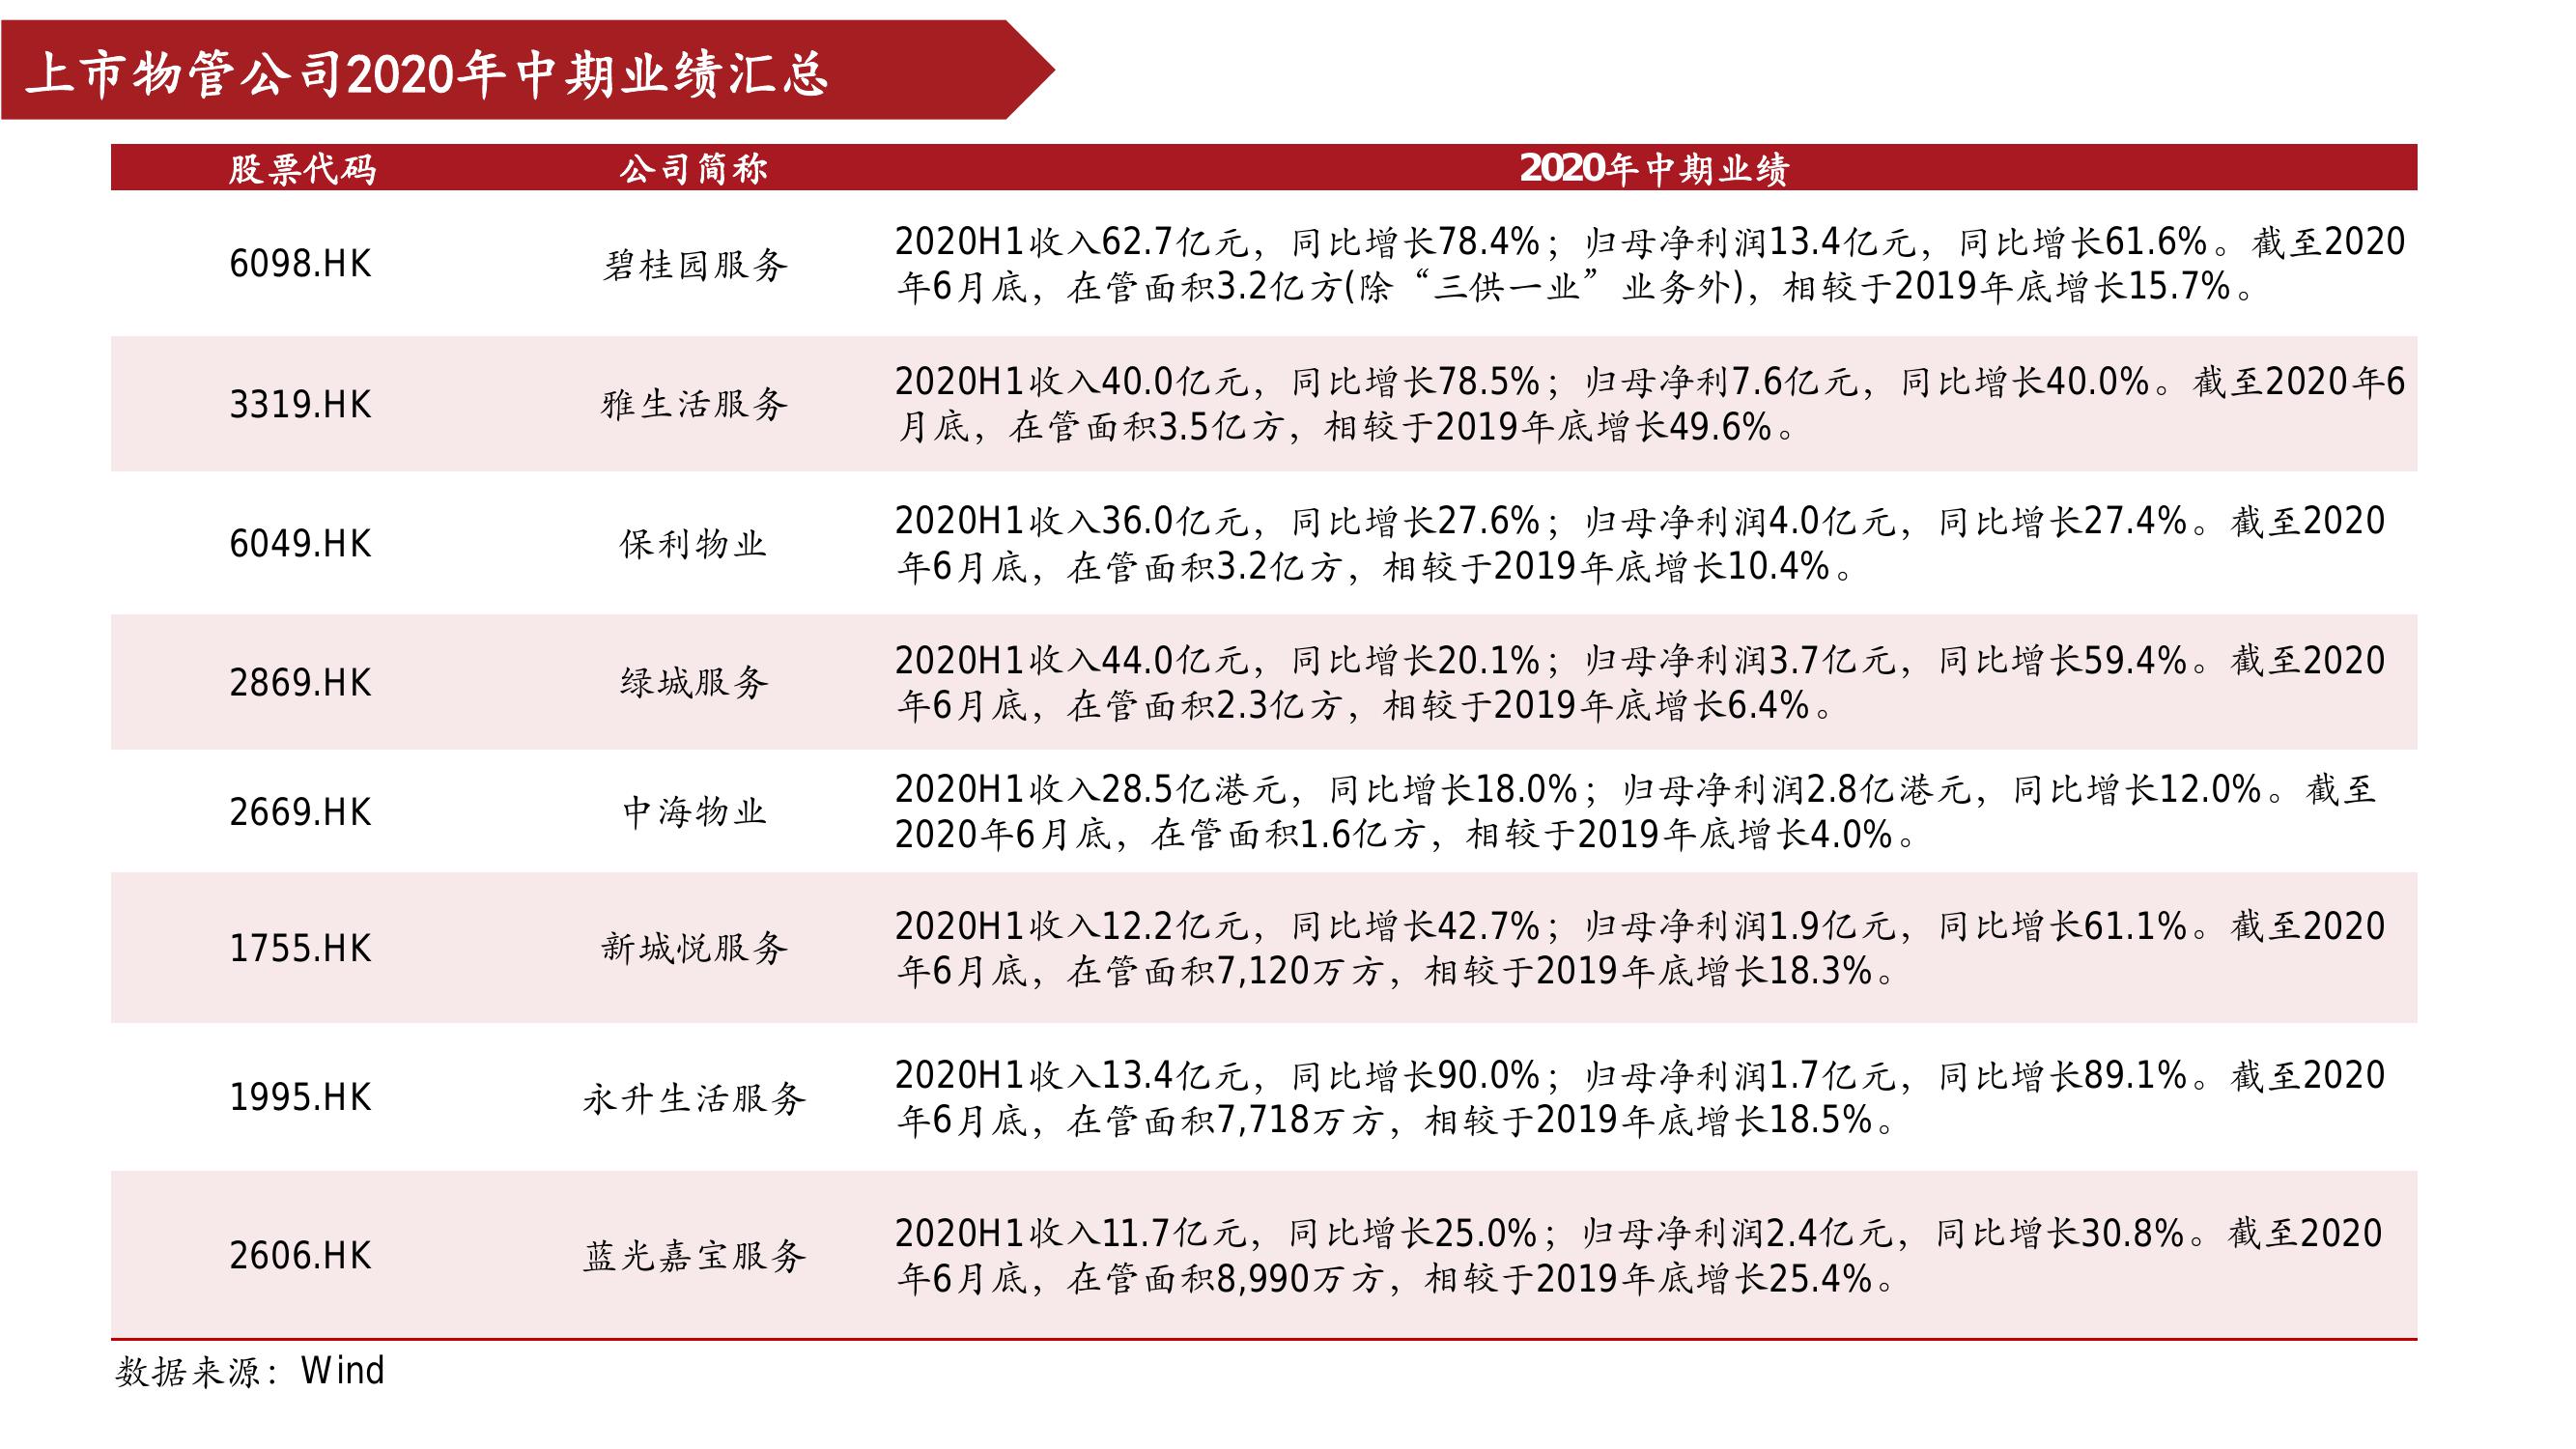 上市物管公司2020年中期业绩汇总
股票代码 公司简称 2020年中期业绩
6098.HK 碧桂园服务
2020H1收入62.7亿元，同比增长78.4%；归母净利润13.4亿元，同比增长61.6%。截至2020
年6月底，在管面积3.2亿方(除“三供一业”业务外)，相较于2019年底增长15.7%。
3319.HK 雅生活服务
2020H1收入40.0亿元，同比增长78.5%；归母净利7.6亿元，同比增长40.0%。截至2020年6
月底，在管面积3.5亿方，相较于2019年底增长49.6%。
6049.HK 保利物业
2020H1收入36.0亿元，同比增长27.6%；归母净利润4.0亿元，同比增长27.4%。截至2020
年6月底，在管面积3.2亿方，相较于2019年底增长10.4%。
2869.HK 绿城服务
2020H1收入44.0亿元，同比增长20.1%；归母净利润3.7亿元，同比增长59.4%。截至2020
年6月底，在管面积2.3亿方，相较于2019年底增长6.4%。
2669.HK 中海物业
2020H1收入28.5亿港元，同比增长18.0%；归母净利润2.8亿港元，同比增长12.0%。截至
2020年6月底，在管面积1.6亿方，相较于2019年底增长4.0%。
1755.HK 新城悦服务
2020H1收入12.2亿元，同比增长42.7%；归母净利润1.9亿元，同比增长61.1%。截至2020
年6月底，在管面积7,120万方，相较于2019年底增长18.3%。
1995.HK 永升生活服务
2020H1收入13.4亿元，同比增长90.0%；归母净利润1.7亿元，同比增长89.1%。截至2020
年6月底，在管面积7,718万方，相较于2019年底增长18.5%。
2606.HK 蓝光嘉宝服务
2020H1收入11.7亿元，同比增长25.0%；归母净利润2.4亿元，同比增长30.8%。截至2020
年6月底，在管面积8,990万方，相较于2019年底增长25.4%。
数据来源：Wind